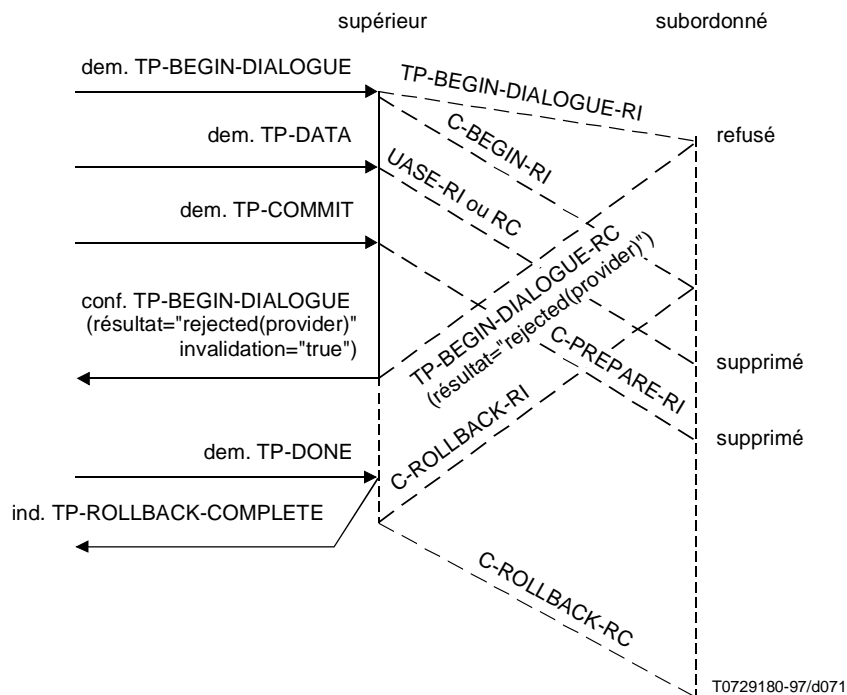 supérieur
subordonné
dem. TP-BEGIN-DIALOGUE
TP-BEGIN-DIALOGUE-RI
C-BEGIN-RI
refusé
dem. TP-DATA
UASE-RI ou RC
dem. TP-COMMIT
TP-BEGIN-DIALOGUE-RC
(résultat="rejected(provider)")
conf. TP-BEGIN-DIALOGUE
(résultat="rejected(provider)"
invalidation="true")
C-PREPARE-RI
supprimé
supprimé
C-ROLLBACK-RI
dem. TP-DONE
ind. TP-ROLLBACK-COMPLETE
C-ROLLBACK-RC
T0729180-97/d071